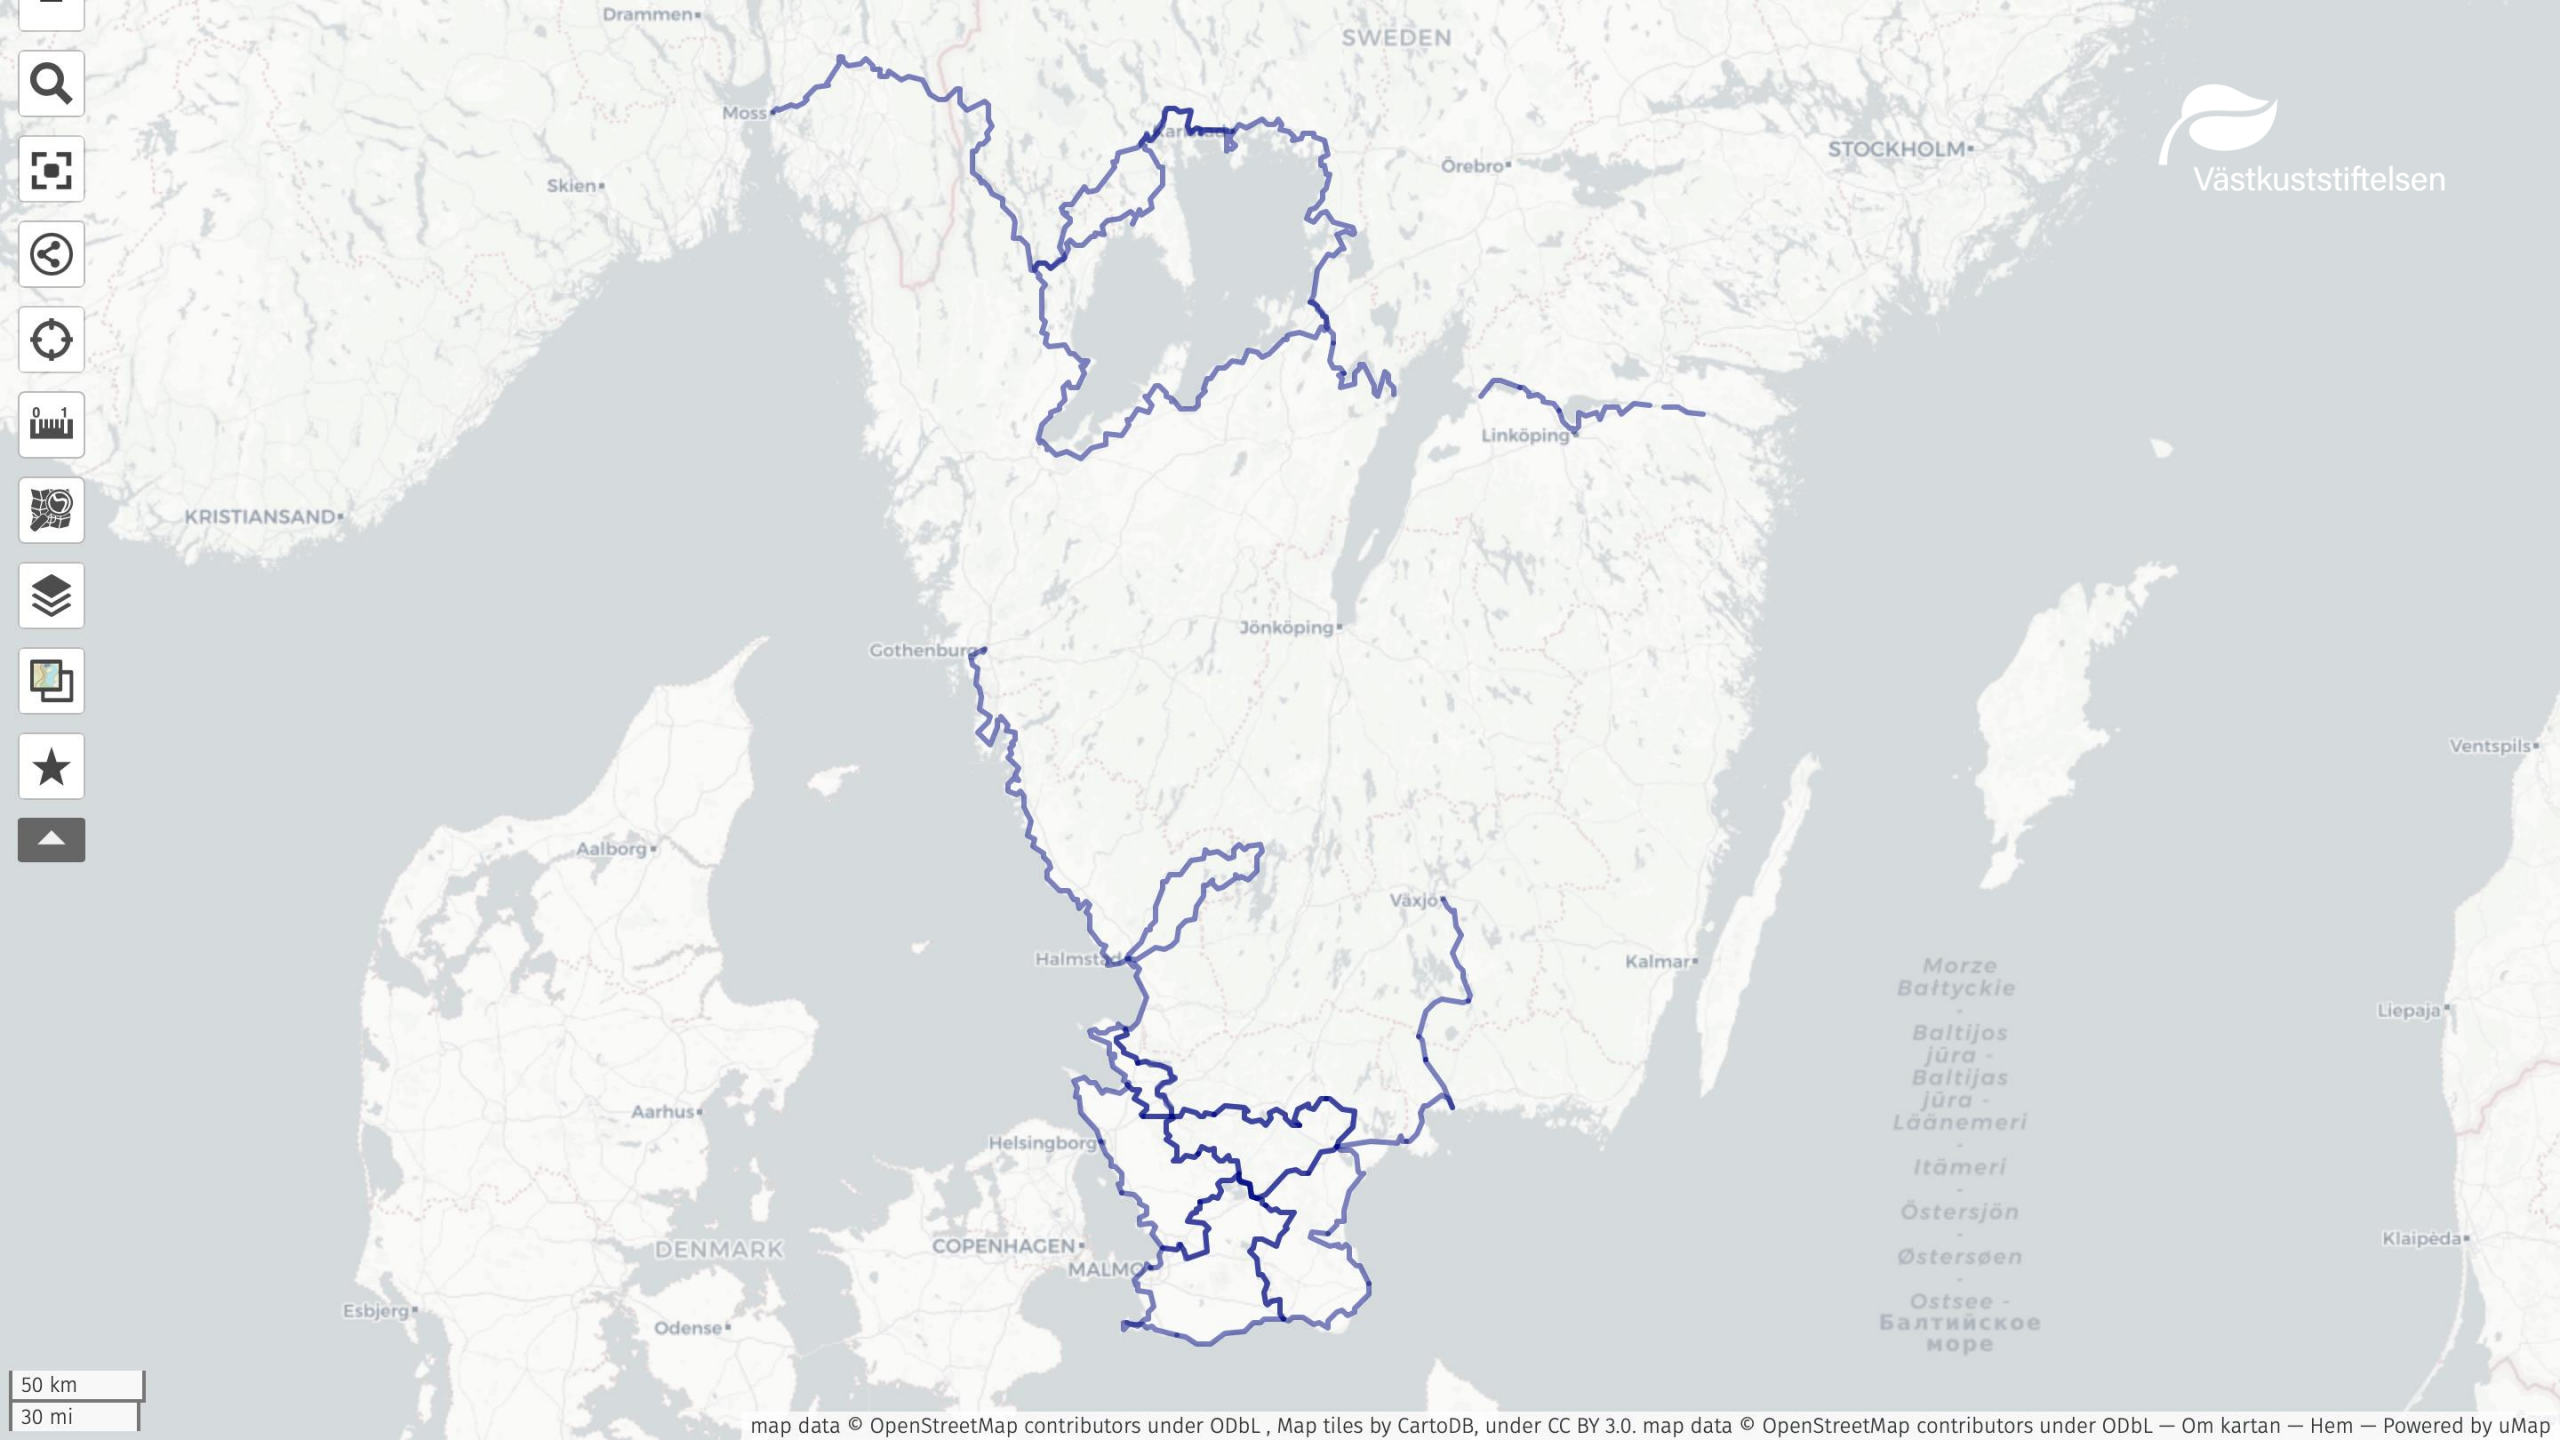 Drammen
SWEDEN
Moss
Karlstad
Örebro
STOCKHOLM
Västkuststiftelsen
Skien
0 1
Linköping
KRISTIANSAND
Jönköping
Gothenburg
Ventspils
Aalborg
Växjö
Halmstad
Kalmar
Morze
Bałtyckie
-
Baltijos
jūra -
Baltijas
jūra -
Läänemeri
-
Itämeri
-
Östersjön
-
Østersøen
-
Ostsee -
Балтийское
море
Liepaja
Aarhus
Helsingborg
Klaipėda
DENMARK
COPENHAGEN
MALMÖ
Esbjerg
Odense
50 km
30 mi
map data © OpenStreetMap contributors under ODbL , Map tiles by CartoDB, under CC BY 3.0. map data © OpenStreetMap contributors under ODbL — Om kartan — Hem — Powered by uMap